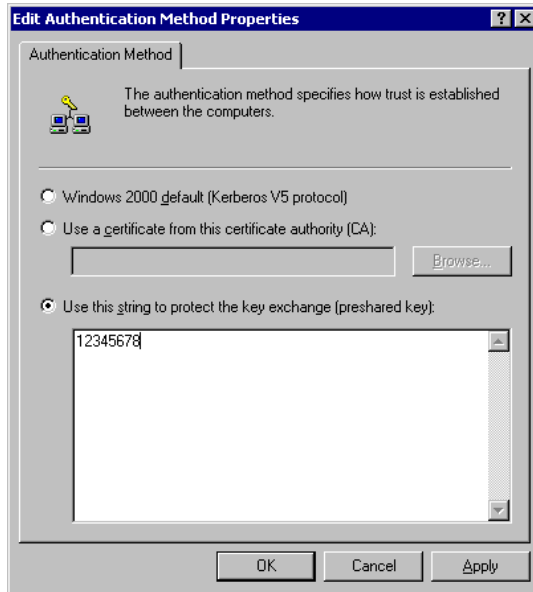 Edit Authentication Method Properties
Authentication Method
The authentication method specifies how trust is established
between the computers.
Windows 2000 default (Kerberos V5 protocol)
Use a certificate from this certificate authority (CA):
Browse...
Use this string to protect the key exchange (preshared key):
12345678
OK Cancel Apply